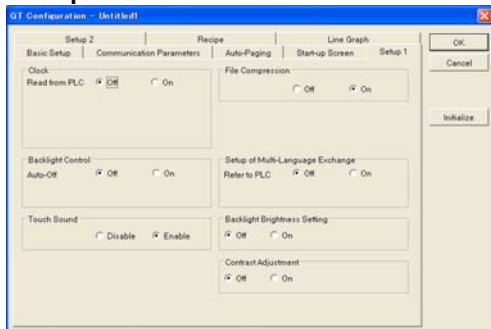 GT Configuration - Untitled1
Setup 2 Recipe Line Graph
Basic Setup Communication Parameters Auto-Paging Start-up Screen Setup 1
OK
Cancel
Initialize
Clock
Read from PLC Off On
File Compression
Off On
Backlight Control
Auto-Off Off On
Setup of Multi-Language Exchange
Refer to PLC Off On
Touch Sound
Disable Enable
Backlight Brightness Setting
Off On
Contrast Adjustment
Off On